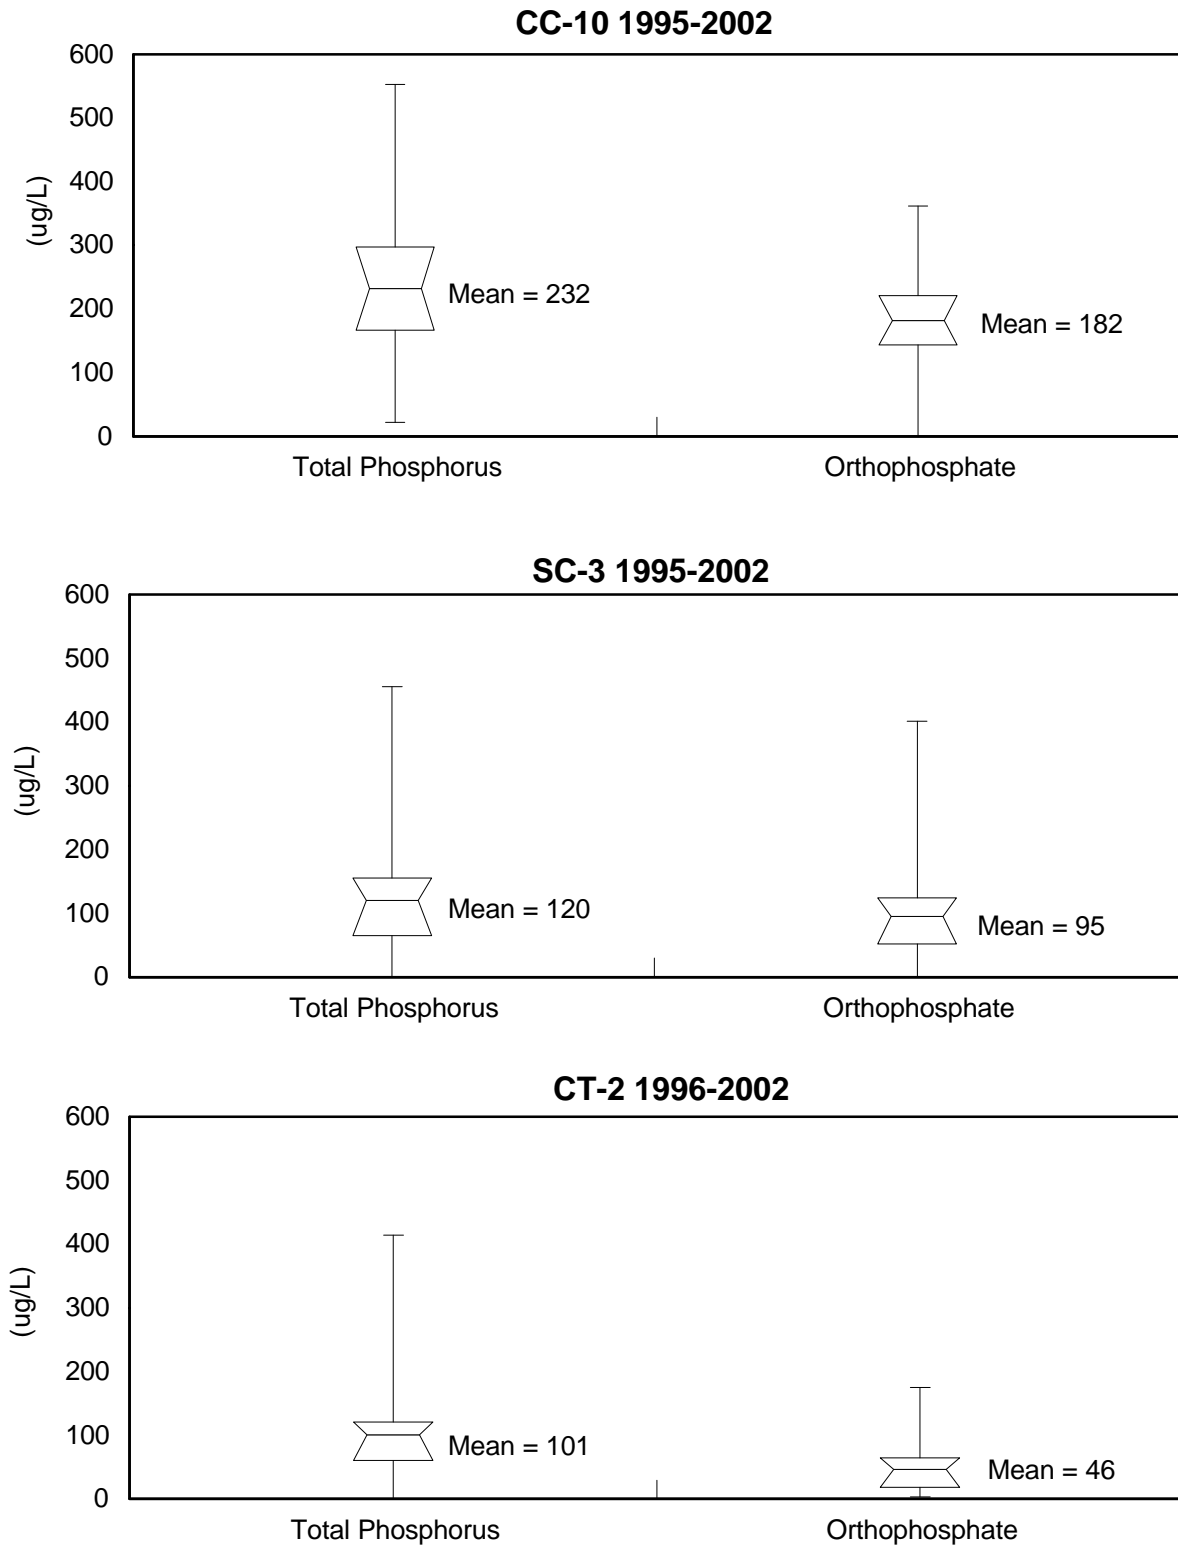 CC-10 1995-2002
600
500
400
300
200
100
0
(ug/L)
Mean = 232
Mean = 182
Total Phosphorus
Orthophosphate
SC-3 1995-2002
600
500
400
300
200
100
0
(ug/L)
Mean = 120
Mean = 95
Total Phosphorus
Orthophosphate
CT-2 1996-2002
600
500
400
300
200
100
0
(ug/L)
Mean = 101
Mean = 46
Total Phosphorus
Orthophosphate